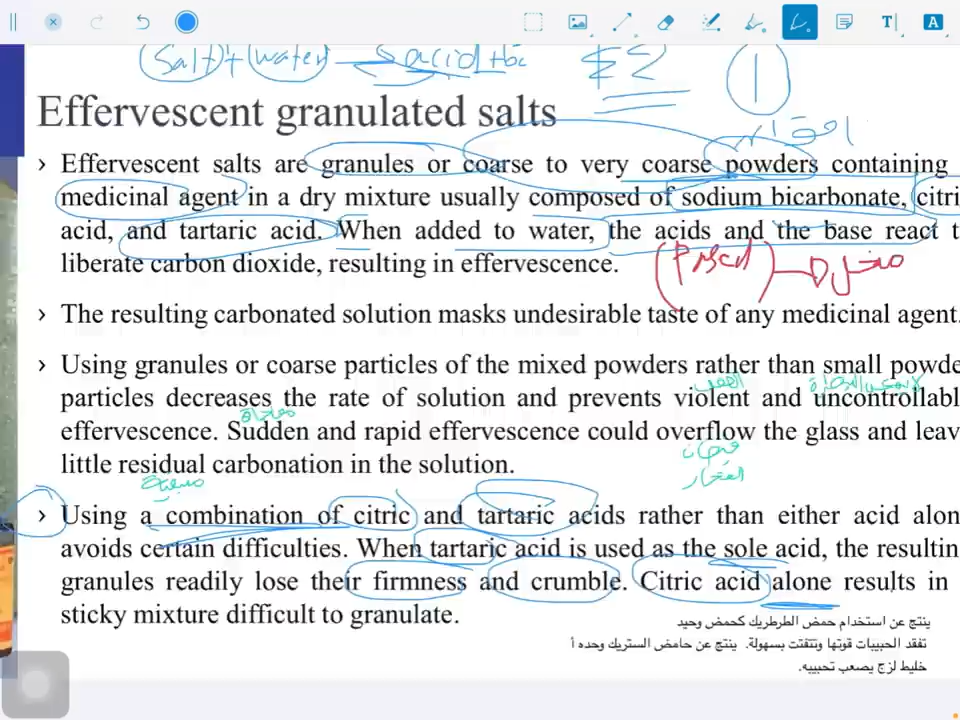 (Salt) + (water) acid + ba
1
Effervescent granulated salts
اقتدار
› Effervescent salts are granules or coarse to very coarse powders containing
medicinal agent in a dry mixture usually composed of sodium bicarbonate, citri
acid, and tartaric acid. When added to water, the acids and the base react t
liberate carbon dioxide, resulting in effervescence.
› The resulting carbonated solution masks undesirable taste of any medicinal agent.
› Using granules or coarse particles of the mixed powders rather than small powde
particles decreases the rate of solution and prevents violent and uncontrollabl
مفاجأة
effervescence. Sudden and rapid effervescence could overflow the glass and leav
little residual carbonation in the solution.
› Using a combination of citric and tartaric acids rather than either acid alon
avoids certain difficulties. When tartaric acid is used as the sole acid, the resultin
granules readily lose their firmness and crumble. Citric acid alone results in
sticky mixture difficult to granulate.
ينتج عن استخدام حمض الطرطريك كحمض وحيد
تفقد الحبيبات قوتها وتتفتت بسهولة. ينتج عن حامض الستريك وحده أ
خليط لزج يصعب تحبيبه.